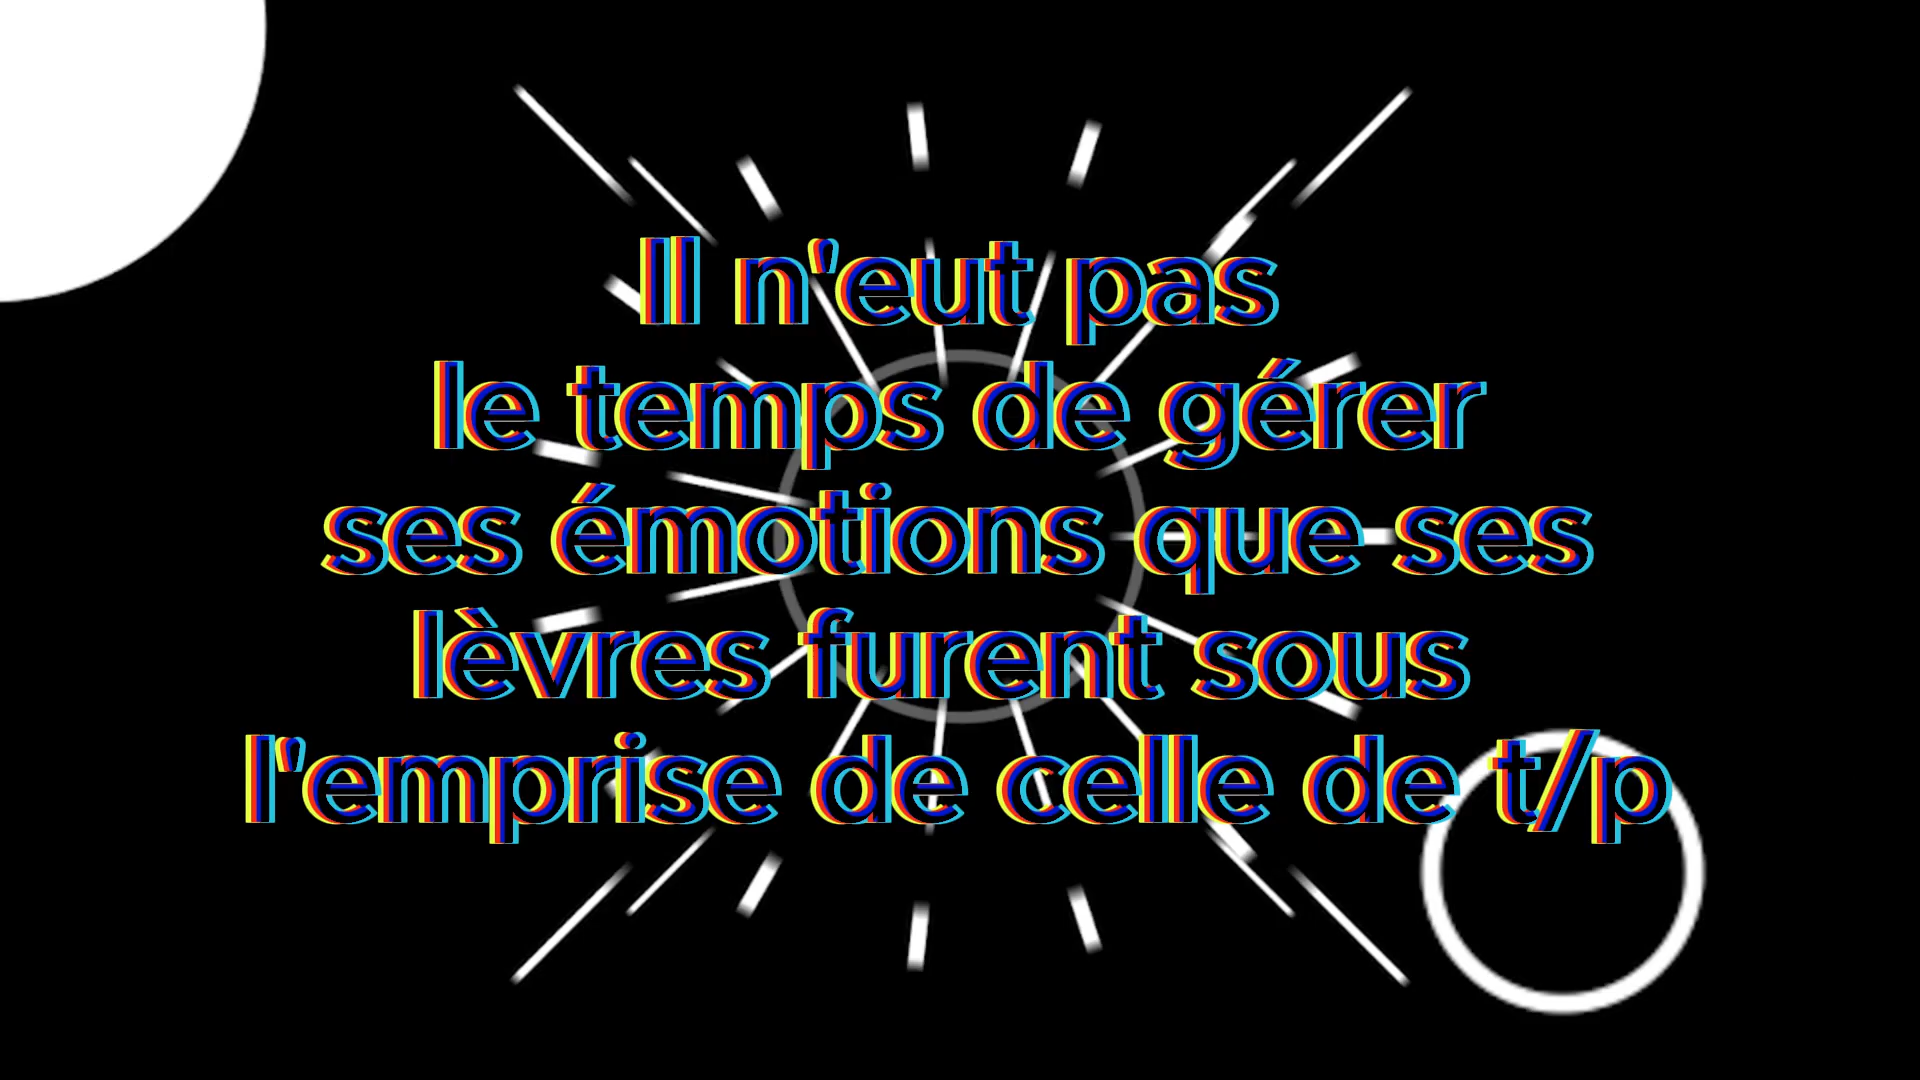 Il n'eut pas
le temps de gérer
ses émotions que ses
lèvres furent sous
l'emprise de celle de t/p